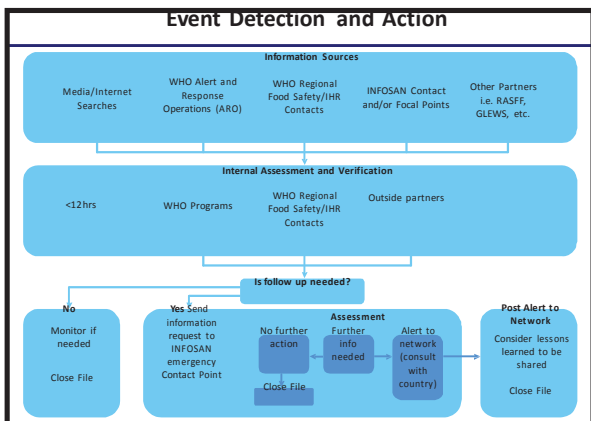 Event Detection and Action
Information Sources
Media/Internet
Searches
WHO Alert and
Response
Operations (ARO)
WHO Regional
Food Safety/IHR
Contacts
INFOSAN Contact
and/or Focal Points
Other Partners
i.e. RASFF,
GLEWS, etc.
Internal Assessment and Verification
<12hrs
WHO Programs
WHO Regional
Food Safety/IHR
Contacts
Outside partners
Is follow up needed?
No
Monitor if
needed
Close File
Yes Send
information
request to
INFOSAN
emergency
Contact Point
Assessment
No further
action
Close File
Further
info
needed
Alert to
network
(consult
with
country)
Post Alert to
Network
Consider lessons
learned to be
shared
Close File